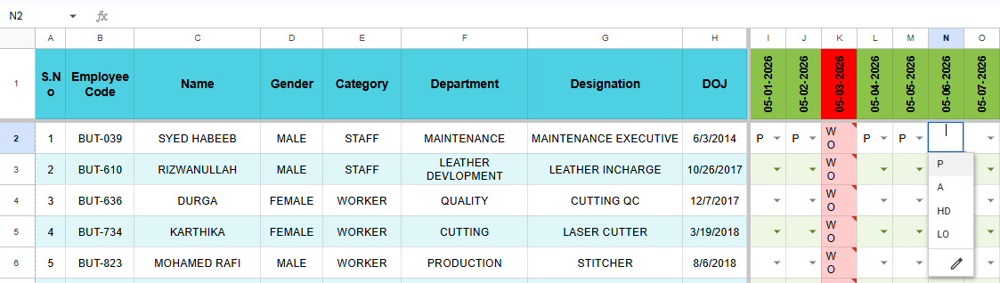 N2 fx
A B C D E F G H I J K L M N O
1 S.No Employee Code Name Gender Category Department Designation DOJ 05-01-2026 05-02-2026 05-03-2026 05-04-2026 05-05-2026 05-06-2026 05-07-2026
2 1 BUT-039 SYED HABEEB MALE STAFF MAINTENANCE MAINTENANCE EXECUTIVE 6/3/2014 P P WO P P
3 2 BUT-610 RIZWANULLAH MALE STAFF LEATHER DEVLOPMENT LEATHER INCHARGE 10/26/2017 WO
4 3 BUT-636 DURGA FEMALE WORKER QUALITY CUTTING QC 12/7/2017 WO
5 4 BUT-734 KARTHIKA FEMALE WORKER CUTTING LASER CUTTER 3/19/2018 WO
6 5 BUT-823 MOHAMED RAFI MALE WORKER PRODUCTION STITCHER 8/6/2018 WO
P
A
HD
LO